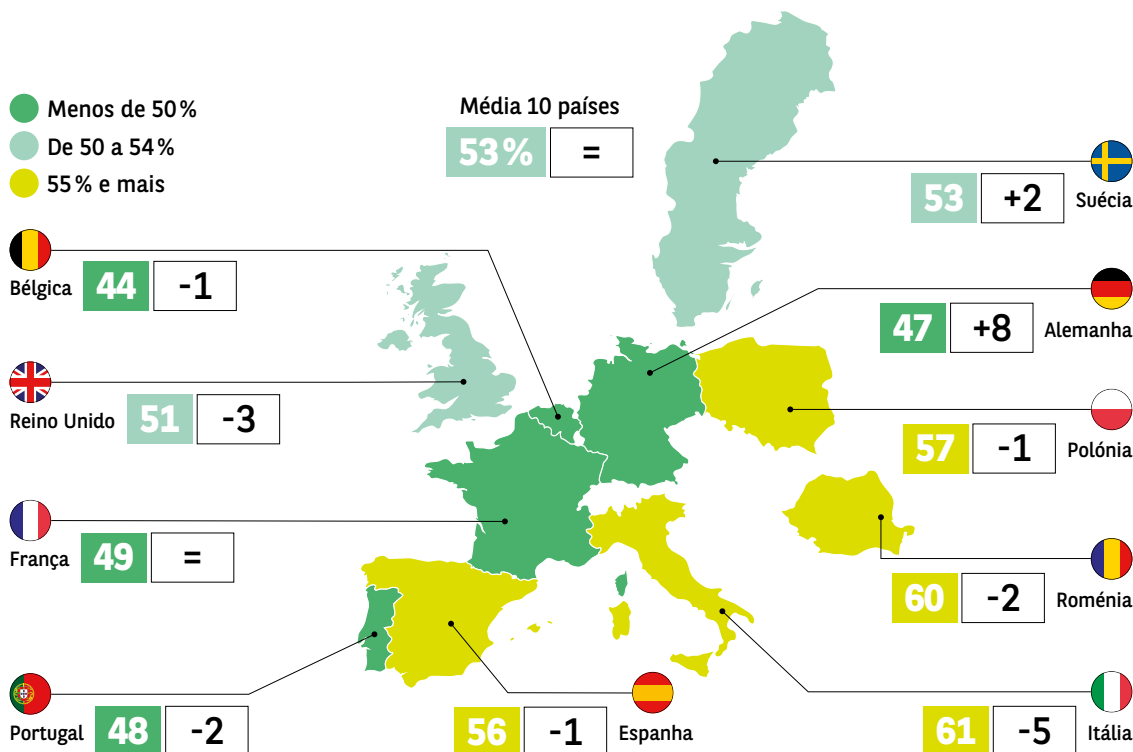 Menos de 50 %
De 50 a 54 %
55 % e mais
Média 10 países
53 % =
53 +2 Suécia
Bélgica 44 -1
47 +8 Alemanha
Reino Unido 51 -3
57 -1 Polónia
França 49 =
60 -2 Roménia
Portugal 48 -2
56 -1 Espanha
61 -5 Itália